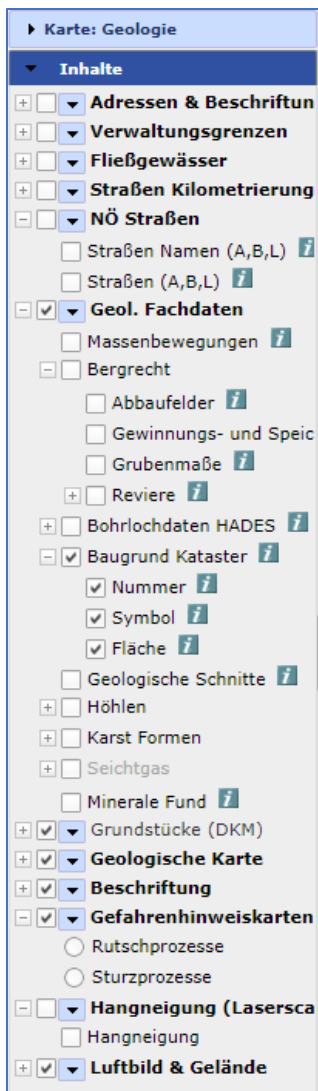 Karte: Geologie
Inhalte
Adressen & Beschriftun
Verwaltungsgrenzen
Fließgewässer
Straßen Kilometrierung
NÖ Straßen
Straßen Namen (A,B,L) i
Straßen (A,B,L) i
Geol. Fachdaten
Massenbewegungen i
Bergrecht
Abbaufelder i
Gewinnungs- und Speic
Grubenmaße i
Reviere i
Bohrlochdaten HADES i
Baugrund Kataster i
Nummer i
Symbol i
Fläche i
Geologische Schnitte i
Höhlen
Karst Formen
Seichtgas
Minerale Fund i
Grundstücke (DKM)
Geologische Karte
Beschriftung
Gefahrenhinweiskarten
Rutschprozesse
Sturzprozesse
Hangneigung (Lasersca
Hangneigung
Luftbild & Gelände